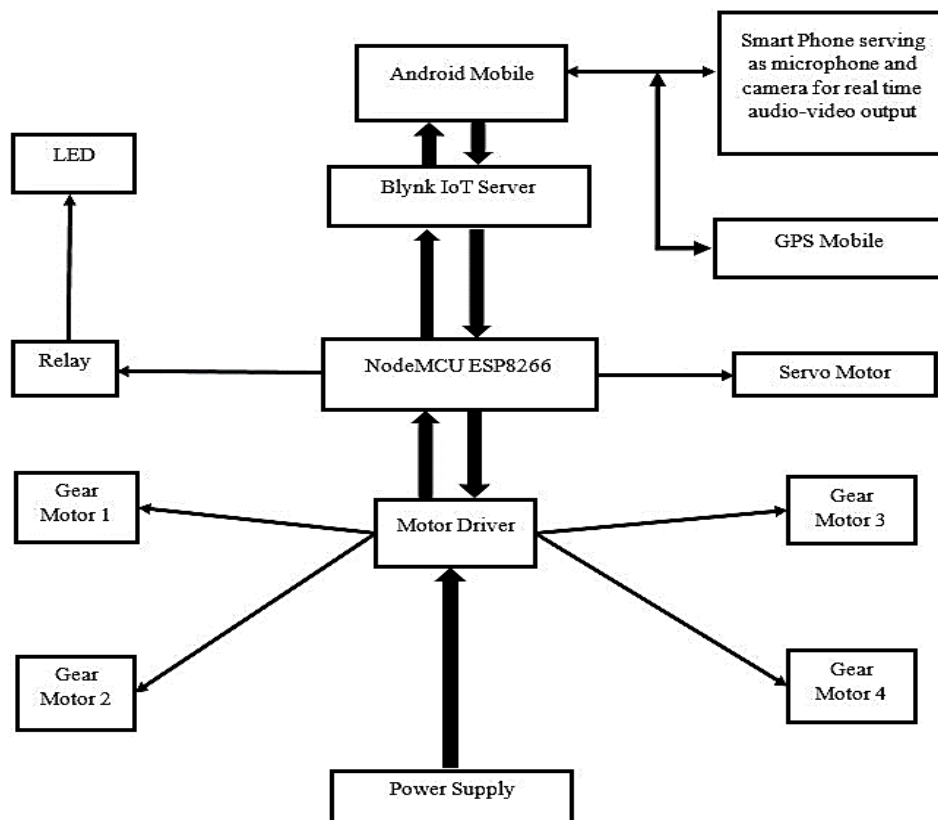 Android Mobile
Smart Phone serving
as microphone and
camera for real time
audio-video output
LED
Blynk IoT Server
GPS Mobile
Relay
NodeMCU ESP8266
Servo Motor
Gear
Motor 1
Motor Driver
Gear
Motor 3
Gear
Motor 2
Gear
Motor 4
Power Supply